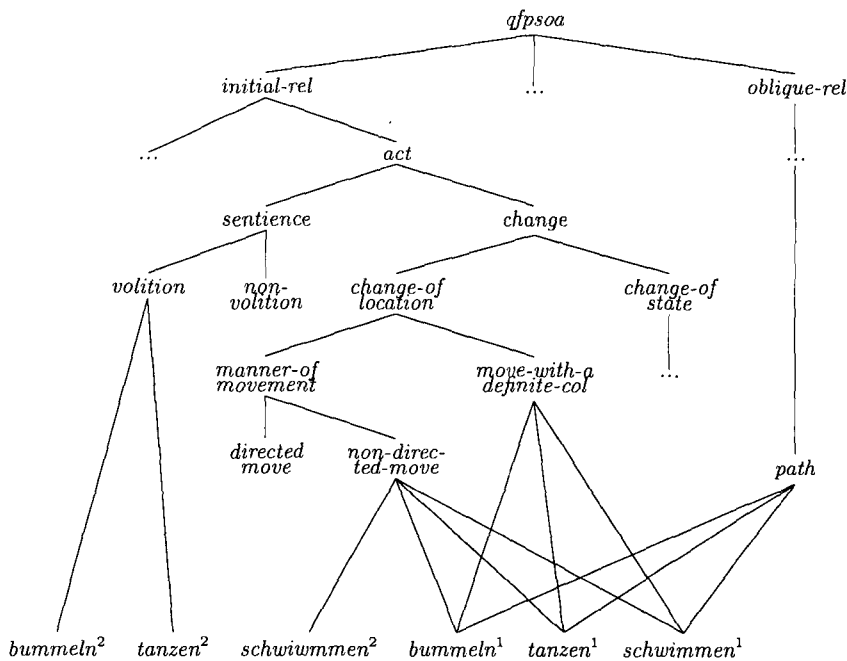 qfpsoa
initial-rel ... oblique-rel
... act ...
sentience change
volition non-volition change-of location change-of state
manner-of movement move-with-a definite-col ...
directed move non-direc-ted-move path
bummeln² tanzen² schwiwmmen² bummeln¹ tanzen¹ schwimmen¹